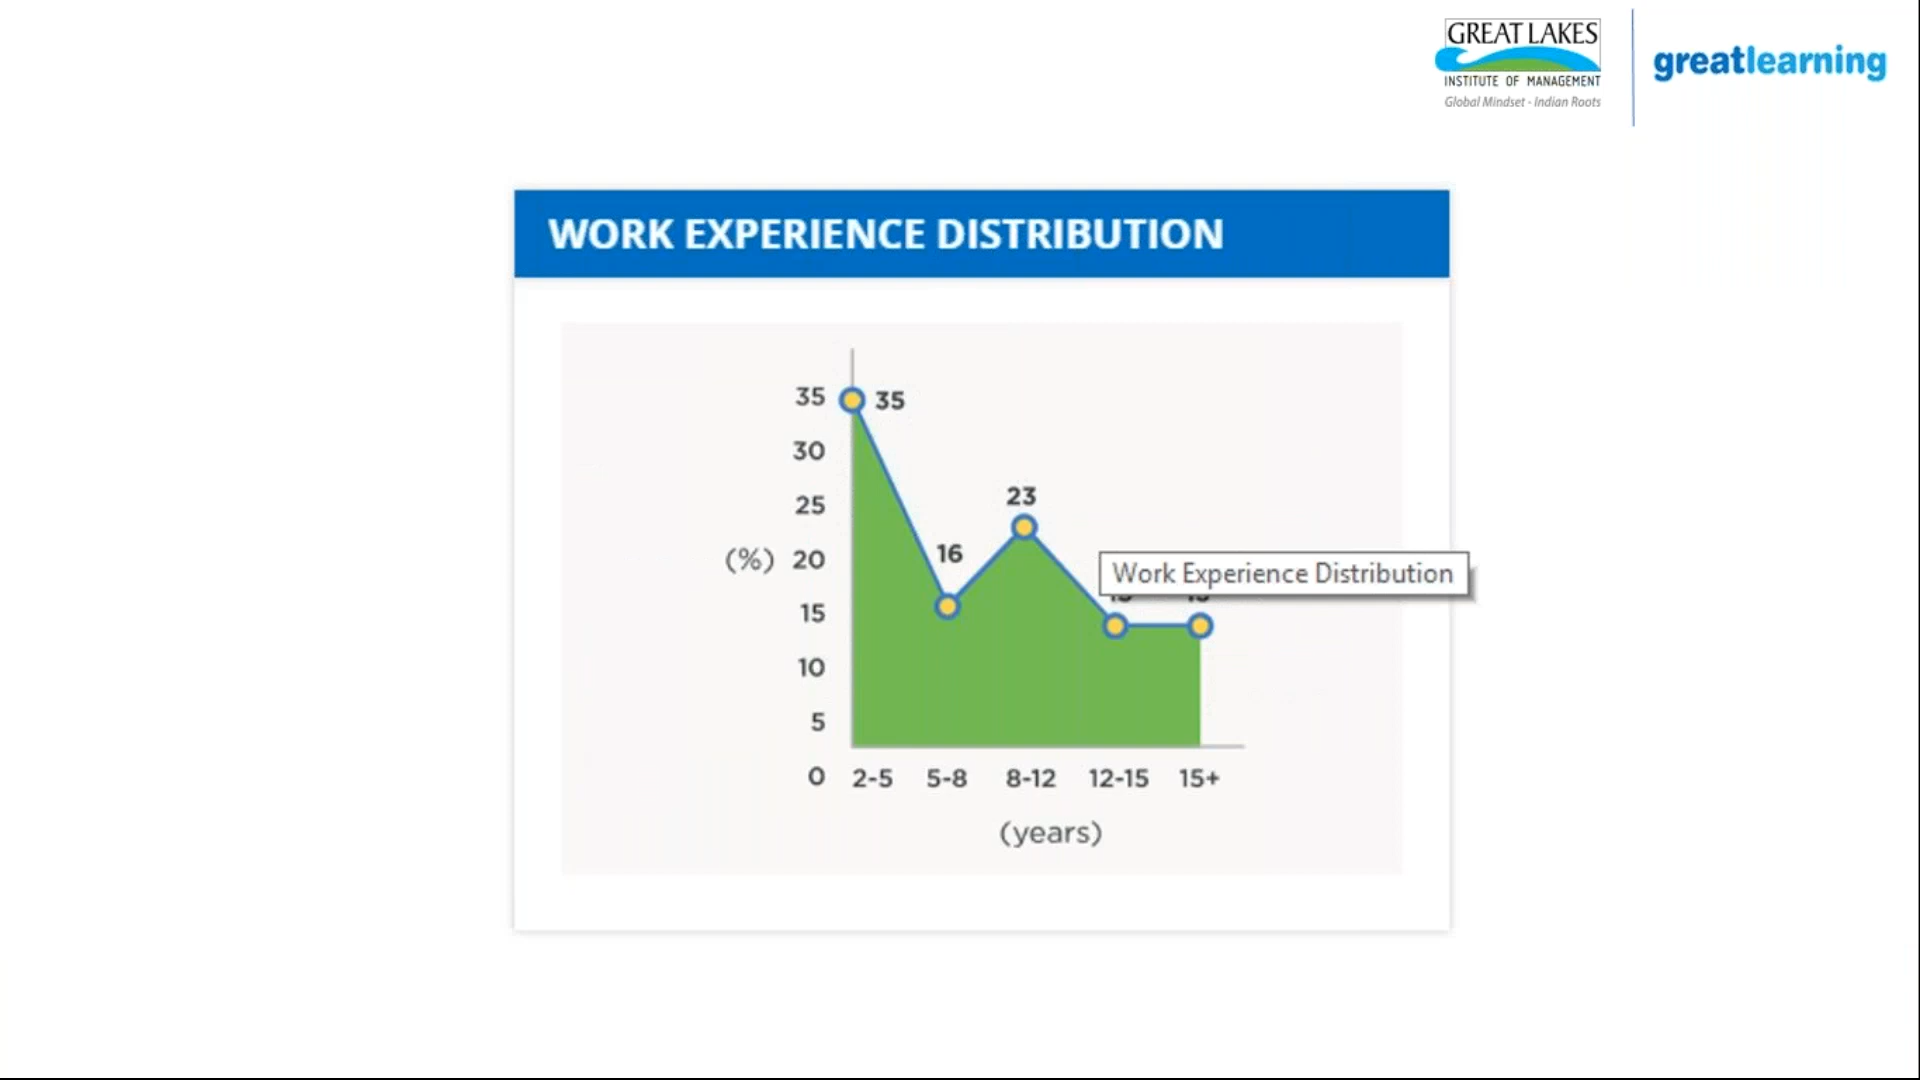 GREAT LAKES
INSTITUTE OF MANAGEMENT
Global Mindset - Indian Roots
greatlearning
WORK EXPERIENCE DISTRIBUTION
35
35
30
23
25
16
(%)
20
Work Experience Distribution
15
10
5
0
2-5
5-8
8-12
12-15
15+
(years)